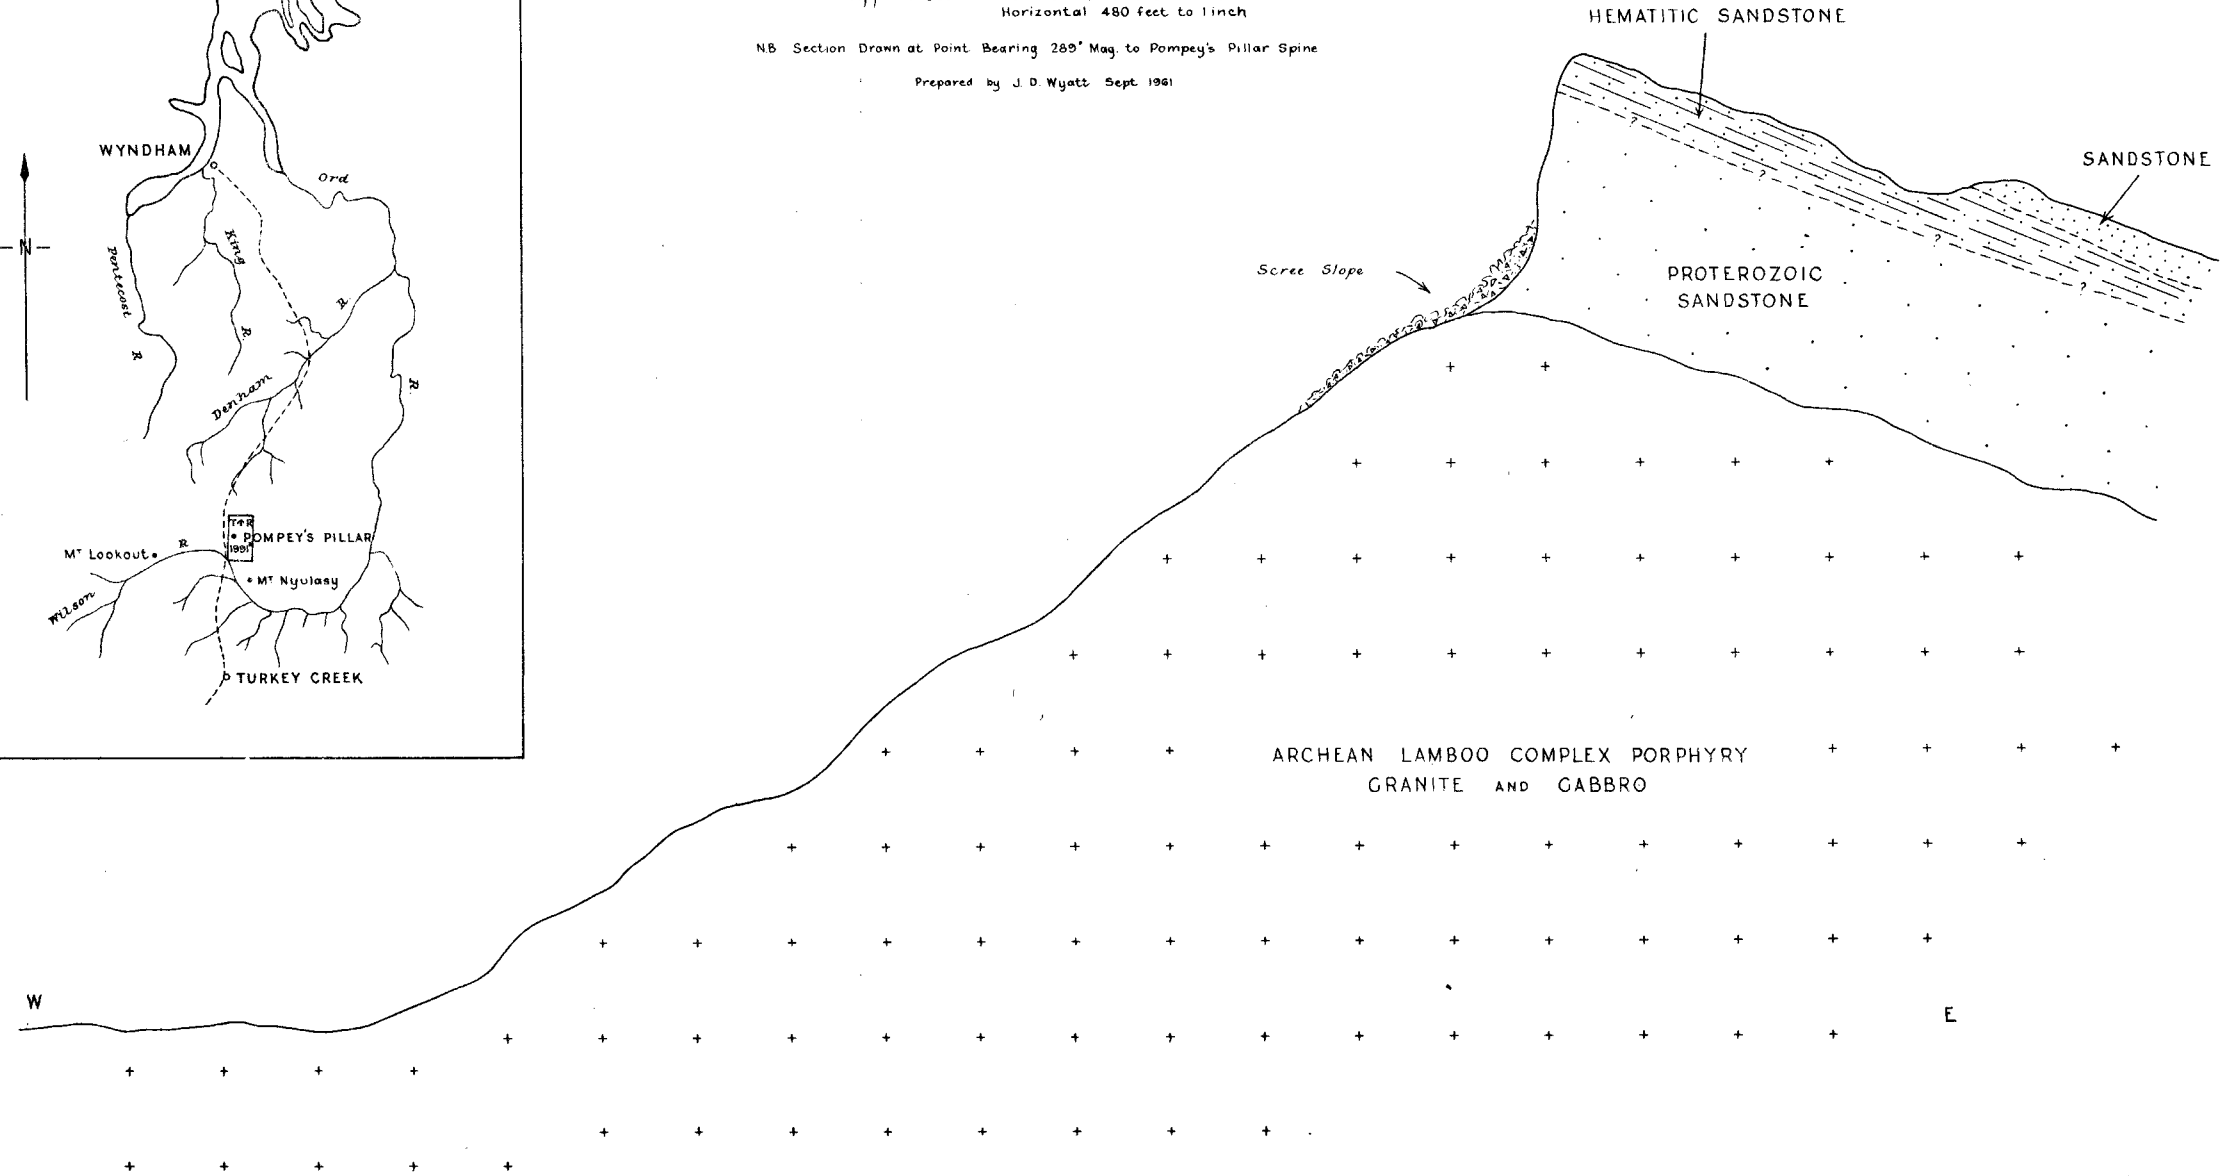 Horizontal 480 feet to 1 inch
N.B Section Drawn at Point Bearing 289° Mag. to Pompey's Pillar Spine
Prepared by J. D. Wyatt Sept 1961
HEMATITIC SANDSTONE
SANDSTONE
?
?
?
?
PROTEROZOIC
SANDSTONE
Scree Slope
ARCHEAN LAMBOO COMPLEX PORPHYRY
GRANITE AND GABBRO
W
E
N
WYNDHAM
Ord
R.
King
R.
Pentecost
R
Denham
R
T↑R
POMPEY'S PILLAR
1991
Mᵀ Lookout
R
Wilson
Mᵀ Nyulasy
TURKEY CREEK